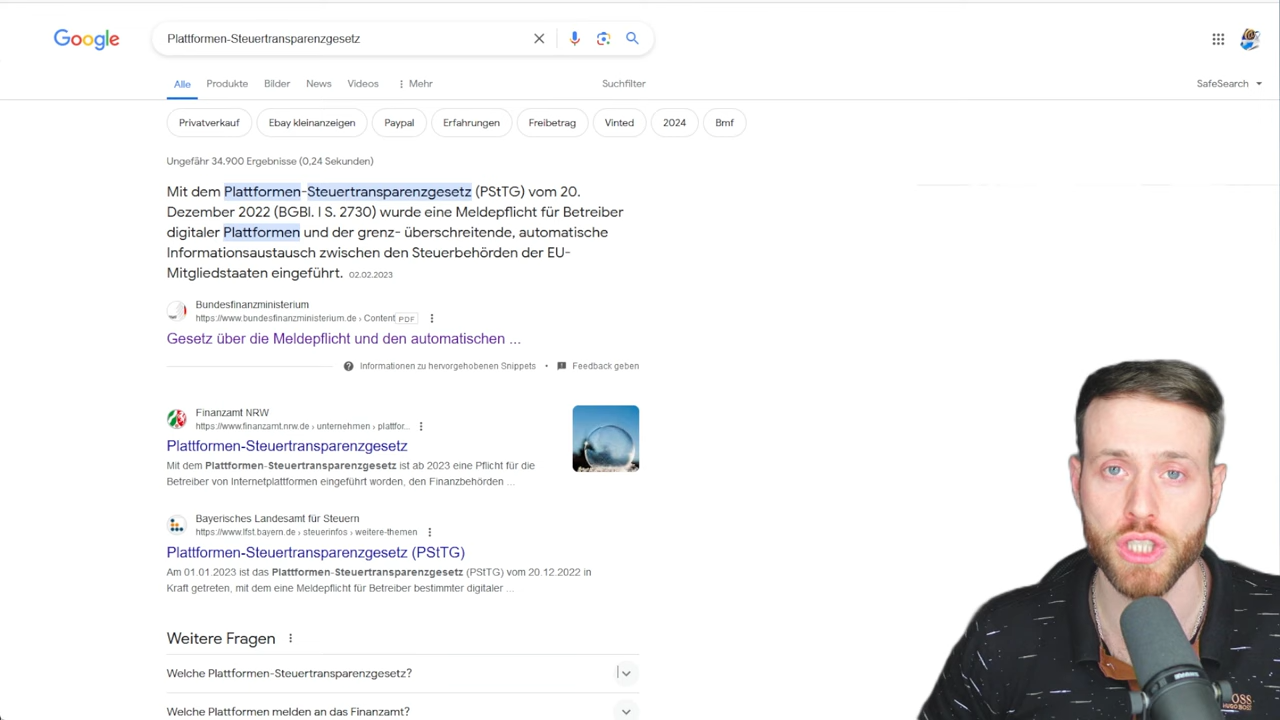 Google
Plattformen-Steuertransparenzgesetz
Alle Produkte Bilder News Videos Mehr Suchfilter SafeSearch
Privatverkauf Ebay kleinanzeigen Paypal Erfahrungen Freibetrag Vinted 2024 Bmf
Ungefähr 34.900 Ergebnisse (0,24 Sekunden)
Mit dem Plattformen-Steuertransparenzgesetz (PStTG) vom 20.
Dezember 2022 (BGBl. I S. 2730) wurde eine Meldepflicht für Betreiber
digitaler Plattformen und der grenz- überschreitende, automatische
Informationsaustausch zwischen den Steuerbehörden der EU-
Mitgliedstaaten eingeführt. 02.02.2023
Bundesfinanzministerium
https://www.bundesfinanzministerium.de › Content PDF
Gesetz über die Meldepflicht und den automatischen ...
Informationen zu hervorgehobenen Snippets • Feedback geben
Finanzamt NRW
https://www.finanzamt.nrw.de › unternehmen › plattfor...
Plattformen-Steuertransparenzgesetz
Mit dem Plattformen-Steuertransparenzgesetz ist ab 2023 eine Pflicht für die
Betreiber von Internetplattformen eingeführt worden, den Finanzbehörden ...
Bayerisches Landesamt für Steuern
https://www.lfst.bayern.de › steuerinfos › weitere-themen
Plattformen-Steuertransparenzgesetz (PStTG)
Am 01.01.2023 ist das Plattformen-Steuertransparenzgesetz (PStTG) vom 20.12.2022 in
Kraft getreten, mit dem eine Meldepflicht für Betreiber bestimmter digitaler ...
Weitere Fragen
Welche Plattformen-Steuertransparenzgesetz?
Welche Plattformen melden an das Finanzamt?
OSS
HUGO BOSS